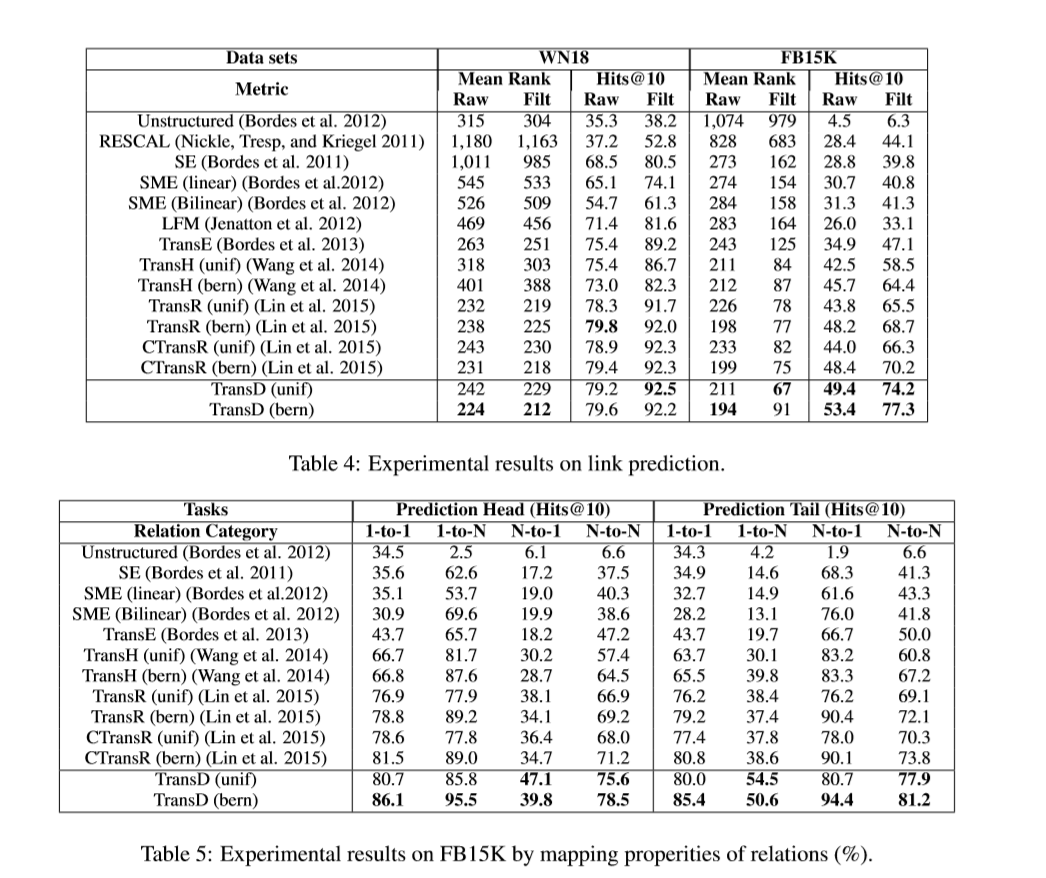 Data sets WN18 FB15K
Metric Mean Rank Hits@10 Mean Rank Hits@10
Raw Filt Raw Filt Raw Filt Raw Filt
Unstructured (Bordes et al. 2012) 315 304 35.3 38.2 1,074 979 4.5 6.3
RESCAL (Nickle, Tresp, and Kriegel 2011) 1,180 1,163 37.2 52.8 828 683 28.4 44.1
SE (Bordes et al. 2011) 1,011 985 68.5 80.5 273 162 28.8 39.8
SME (linear) (Bordes et al.2012) 545 533 65.1 74.1 274 154 30.7 40.8
SME (Bilinear) (Bordes et al. 2012) 526 509 54.7 61.3 284 158 31.3 41.3
LFM (Jenatton et al. 2012) 469 456 71.4 81.6 283 164 26.0 33.1
TransE (Bordes et al. 2013) 263 251 75.4 89.2 243 125 34.9 47.1
TransH (unif) (Wang et al. 2014) 318 303 75.4 86.7 211 84 42.5 58.5
TransH (bern) (Wang et al. 2014) 401 388 73.0 82.3 212 87 45.7 64.4
TransR (unif) (Lin et al. 2015) 232 219 78.3 91.7 226 78 43.8 65.5
TransR (bern) (Lin et al. 2015) 238 225 79.8 92.0 198 77 48.2 68.7
CTransR (unif) (Lin et al. 2015) 243 230 78.9 92.3 233 82 44.0 66.3
CTransR (bern) (Lin et al. 2015) 231 218 79.4 92.3 199 75 48.4 70.2
TransD (unif) 242 229 79.2 92.5 211 67 49.4 74.2
TransD (bern) 224 212 79.6 92.2 194 91 53.4 77.3
Table 4: Experimental results on link prediction.
Tasks Prediction Head (Hits@10) Prediction Tail (Hits@10)
Relation Category 1-to-1 1-to-N N-to-1 N-to-N 1-to-1 1-to-N N-to-1 N-to-N
Unstructured (Bordes et al. 2012) 34.5 2.5 6.1 6.6 34.3 4.2 1.9 6.6
SE (Bordes et al. 2011) 35.6 62.6 17.2 37.5 34.9 14.6 68.3 41.3
SME (linear) (Bordes et al.2012) 35.1 53.7 19.0 40.3 32.7 14.9 61.6 43.3
SME (Bilinear) (Bordes et al. 2012) 30.9 69.6 19.9 38.6 28.2 13.1 76.0 41.8
TransE (Bordes et al. 2013) 43.7 65.7 18.2 47.2 43.7 19.7 66.7 50.0
TransH (unif) (Wang et al. 2014) 66.7 81.7 30.2 57.4 63.7 30.1 83.2 60.8
TransH (bern) (Wang et al. 2014) 66.8 87.6 28.7 64.5 65.5 39.8 83.3 67.2
TransR (unif) (Lin et al. 2015) 76.9 77.9 38.1 66.9 76.2 38.4 76.2 69.1
TransR (bern) (Lin et al. 2015) 78.8 89.2 34.1 69.2 79.2 37.4 90.4 72.1
CTransR (unif) (Lin et al. 2015) 78.6 77.8 36.4 68.0 77.4 37.8 78.0 70.3
CTransR (bern) (Lin et al. 2015) 81.5 89.0 34.7 71.2 80.8 38.6 90.1 73.8
TransD (unif) 80.7 85.8 47.1 75.6 80.0 54.5 80.7 77.9
TransD (bern) 86.1 95.5 39.8 78.5 85.4 50.6 94.4 81.2
Table 5: Experimental results on FB15K by mapping properities of relations (%).